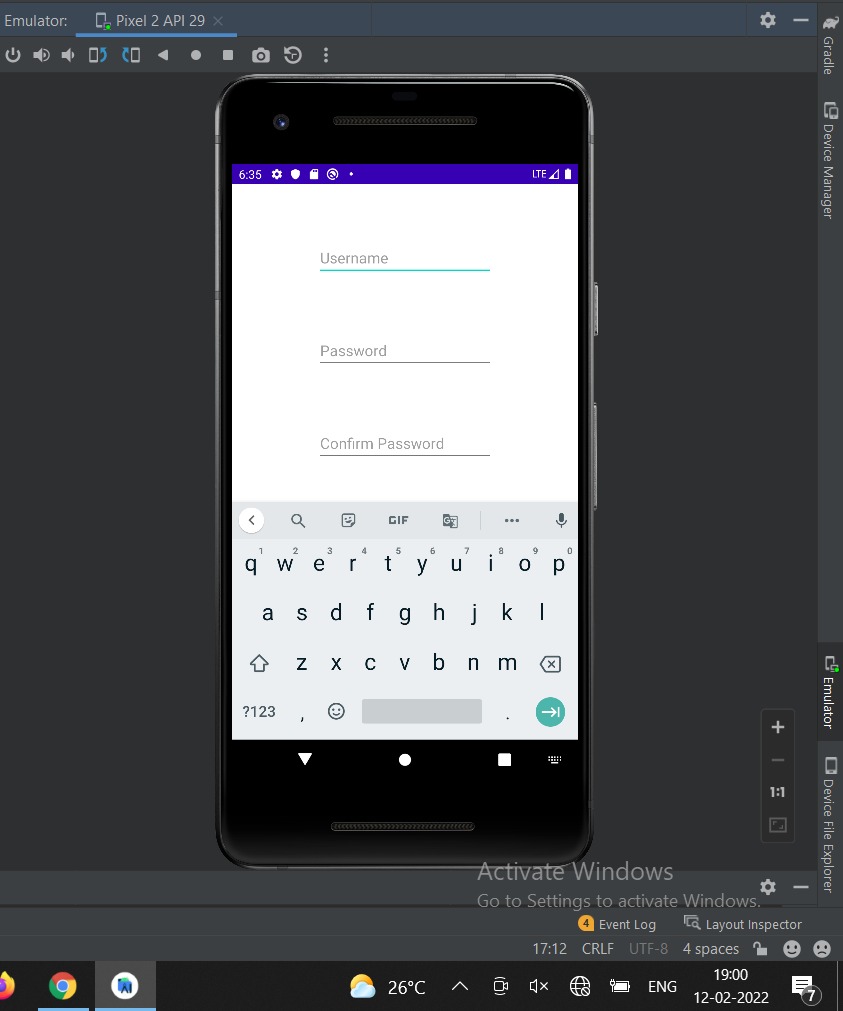 Emulator: Pixel 2 API 29
Gradle
Device Manager
6:35 LTE
Username
Password
Confirm Password
GIF
1 2 3 4 5 6 7 8 9 0
q w e r t y u i o p
a s d f g h j k l
z x c v b n m
?123 , .
Emulator
1:1
Device File Explorer
Activate Windows
Go to Settings to activate Windows.
4 Event Log Layout Inspector
17:12 CRLF UTF-8 4 spaces
26°C ENG 19:00
12-02-2022 7